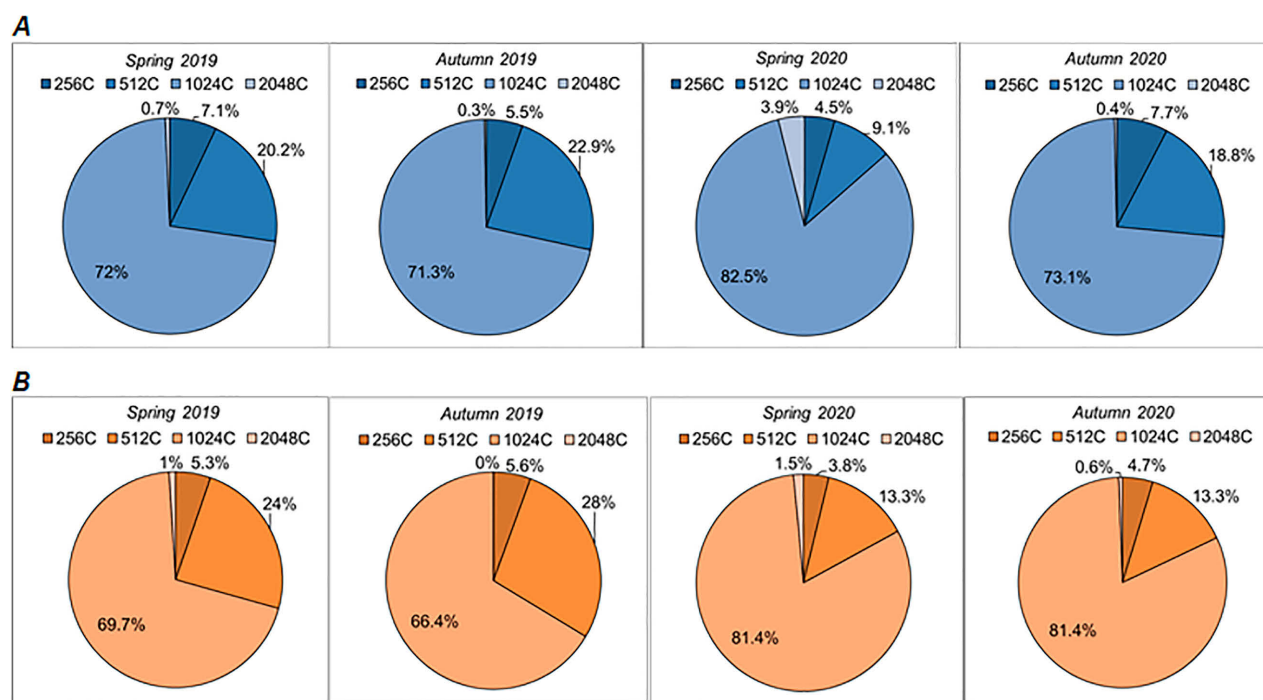 A
Spring 2019
256C 512C 1024C 2048C
0.7% 7.1%
20.2%
72%
Autumn 2019
256C 512C 1024C 2048C
0.3% 5.5%
22.9%
71.3%
Spring 2020
256C 512C 1024C 2048C
3.9% 4.5%
9.1%
82.5%
Autumn 2020
256C 512C 1024C 2048C
0.4% 7.7%
18.8%
73.1%
B
Spring 2019
256C 512C 1024C 2048C
1% 5.3%
24%
69.7%
Autumn 2019
256C 512C 1024C 2048C
0% 5.6%
28%
66.4%
Spring 2020
256C 512C 1024C 2048C
1.5% 3.8%
13.3%
81.4%
Autumn 2020
256C 512C 1024C 2048C
0.6% 4.7%
13.3%
81.4%